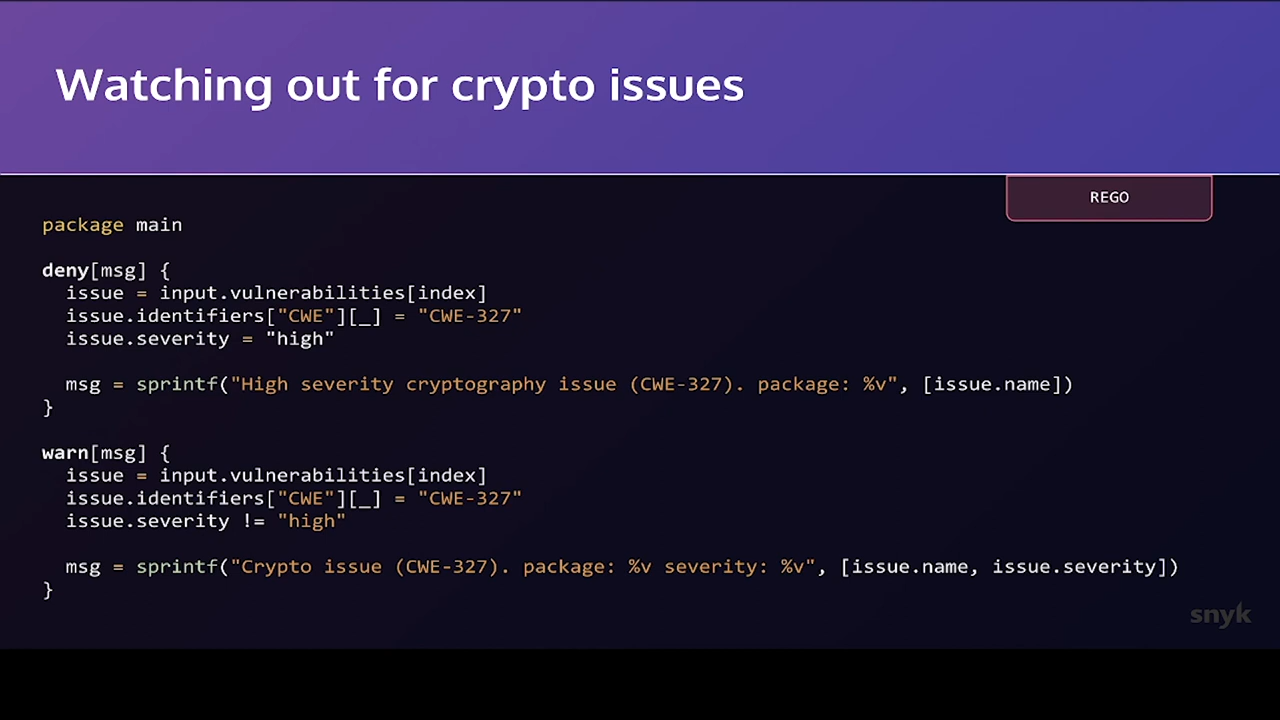 Watching out for crypto issues
REGO
package main
deny[msg] {
  issue = input.vulnerabilities[index]
  issue.identifiers["CWE"][_] = "CWE-327"
  issue.severity = "high"
  msg = sprintf("High severity cryptography issue (CWE-327). package: %v", [issue.name])
}
warn[msg] {
  issue = input.vulnerabilities[index]
  issue.identifiers["CWE"][_] = "CWE-327"
  issue.severity != "high"
  msg = sprintf("Crypto issue (CWE-327). package: %v severity: %v", [issue.name, issue.severity])
}
snyk